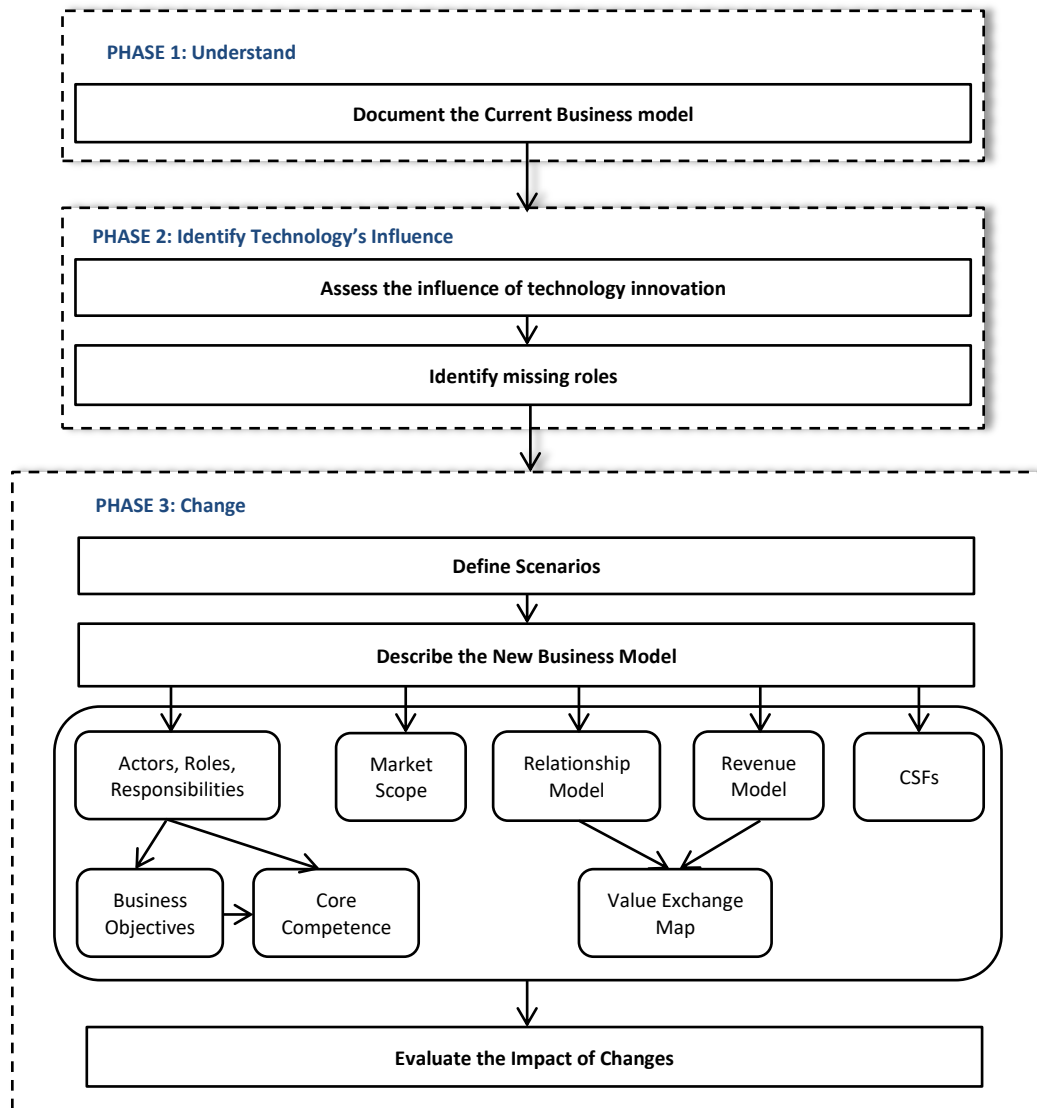 PHASE 1: Understand
Document the Current Business model
PHASE 2: Identify Technology's Influence
Assess the influence of technology innovation
Identify missing roles
PHASE 3: Change
Define Scenarios
Describe the New Business Model
Actors, Roles,
Responsibilities
Market
Scope
Relationship
Model
Revenue
Model
CSFs
Business
Objectives
Core
Competence
Value Exchange
Map
Evaluate the Impact of Changes